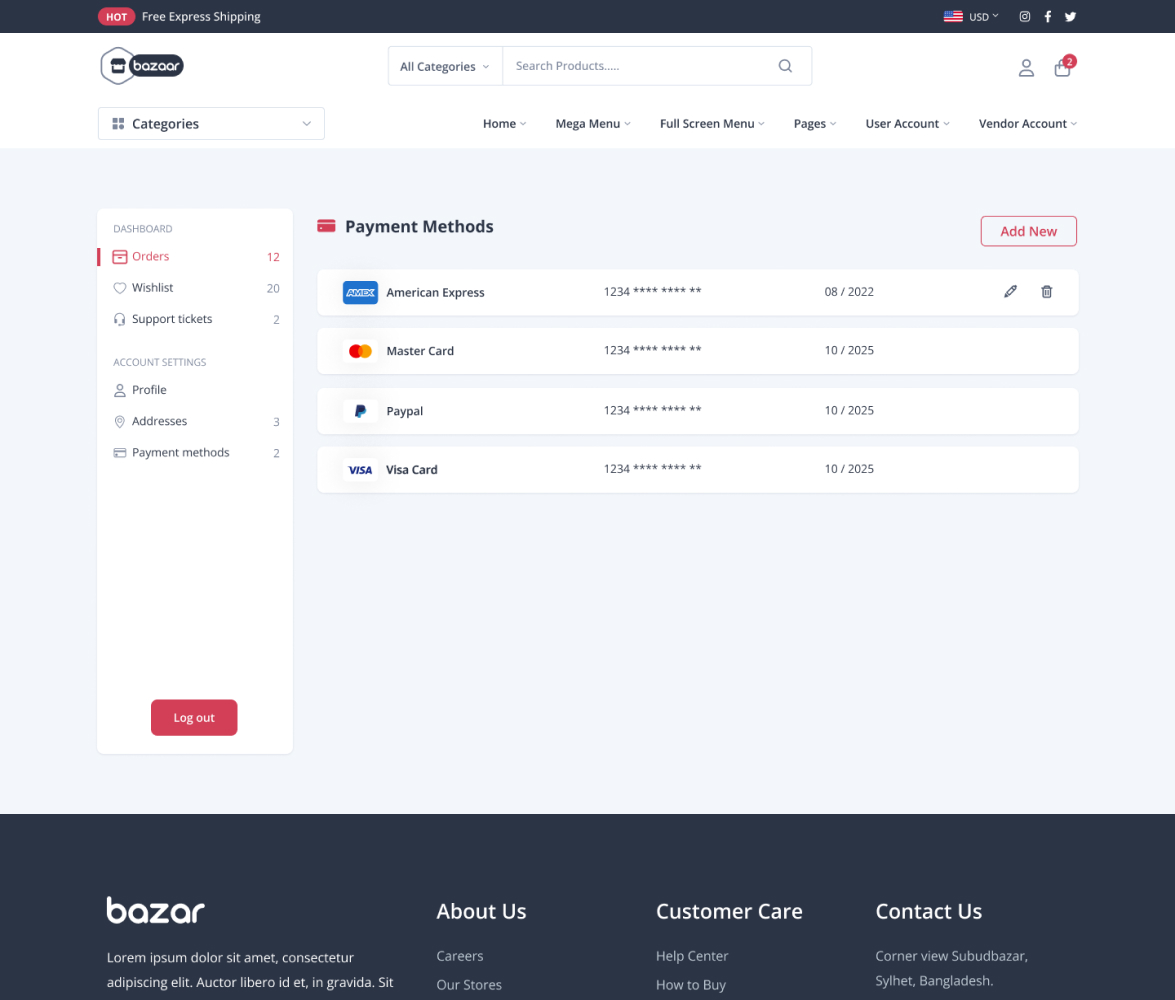 HOT Free Express Shipping USD
bazaar All Categories Search Products..... 2
Categories Home Mega Menu Full Screen Menu Pages User Account Vendor Account
DASHBOARD
Orders 12
Wishlist 20
Support tickets 2
ACCOUNT SETTINGS
Profile
Addresses 3
Payment methods 2
Log out
Payment Methods Add New
AMEX American Express 1234 **** **** ** 08 / 2022
Master Card 1234 **** **** ** 10 / 2025
Paypal 1234 **** **** ** 10 / 2025
VISA Visa Card 1234 **** **** ** 10 / 2025
bazar
Lorem ipsum dolor sit amet, consectetur
adipiscing elit. Auctor libero id et, in gravida. Sit
About Us
Careers
Our Stores
Customer Care
Help Center
How to Buy
Contact Us
Corner view Subudbazar,
Sylhet, Bangladesh.